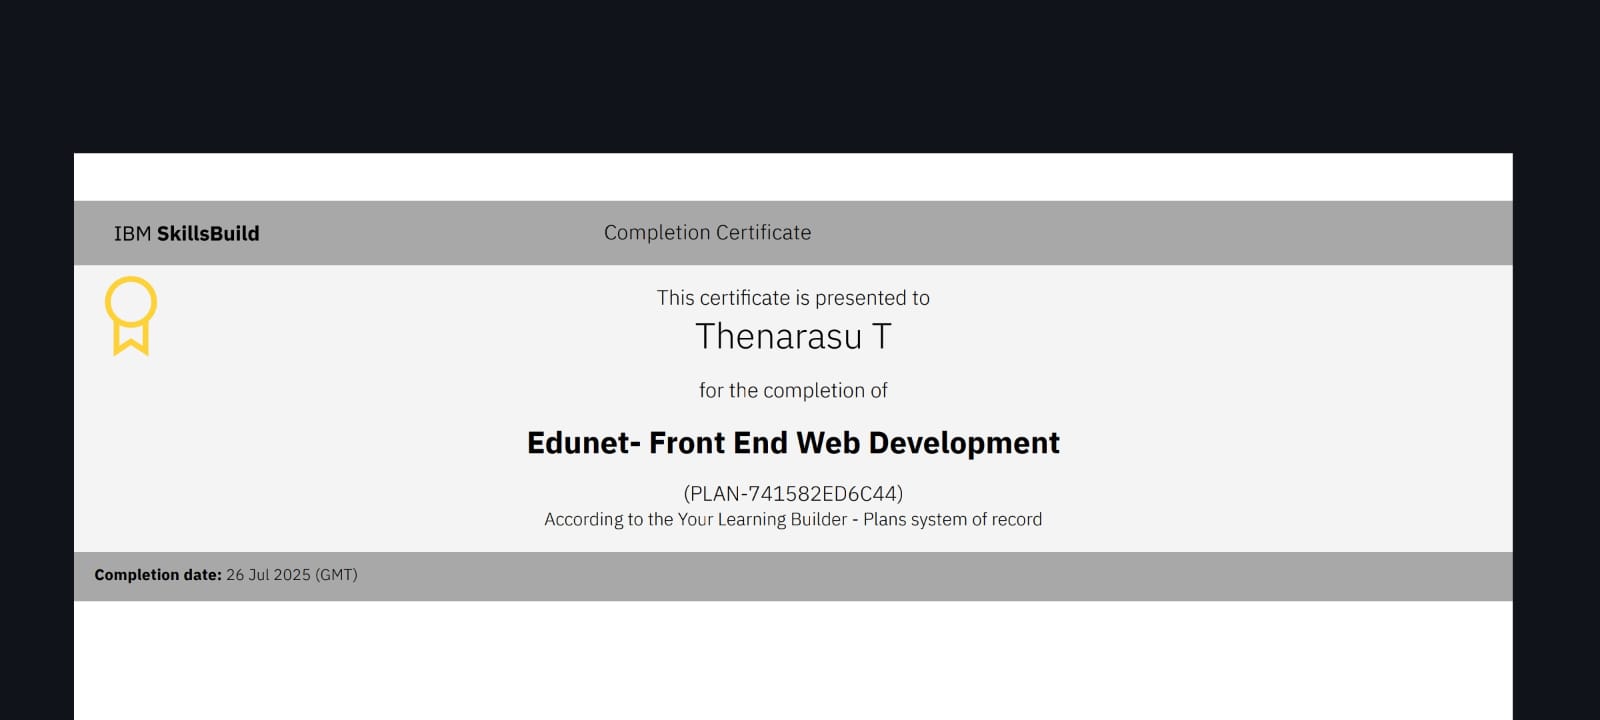 IBM SkillsBuild
Completion Certificate
This certificate is presented to
Thenarasu T
for the completion of
Edunet- Front End Web Development
(PLAN-741582ED6C44)
According to the Your Learning Builder - Plans system of record
Completion date: 26 Jul 2025 (GMT)